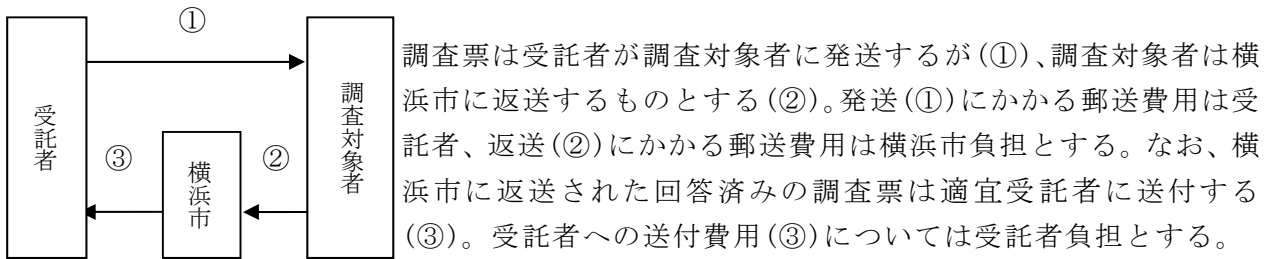 ①
受託者
③
横浜市
②
調査対象者
調査票は受託者が調査対象者に発送するが(①)、調査対象者は横
浜市に返送するものとする(②)。発送(①)にかかる郵送費用は受
託者、返送(②)にかかる郵送費用は横浜市負担とする。なお、横
浜市に返送された回答済みの調査票は適宜受託者に送付する
(③)。受託者への送付費用(③)については受託者負担とする。